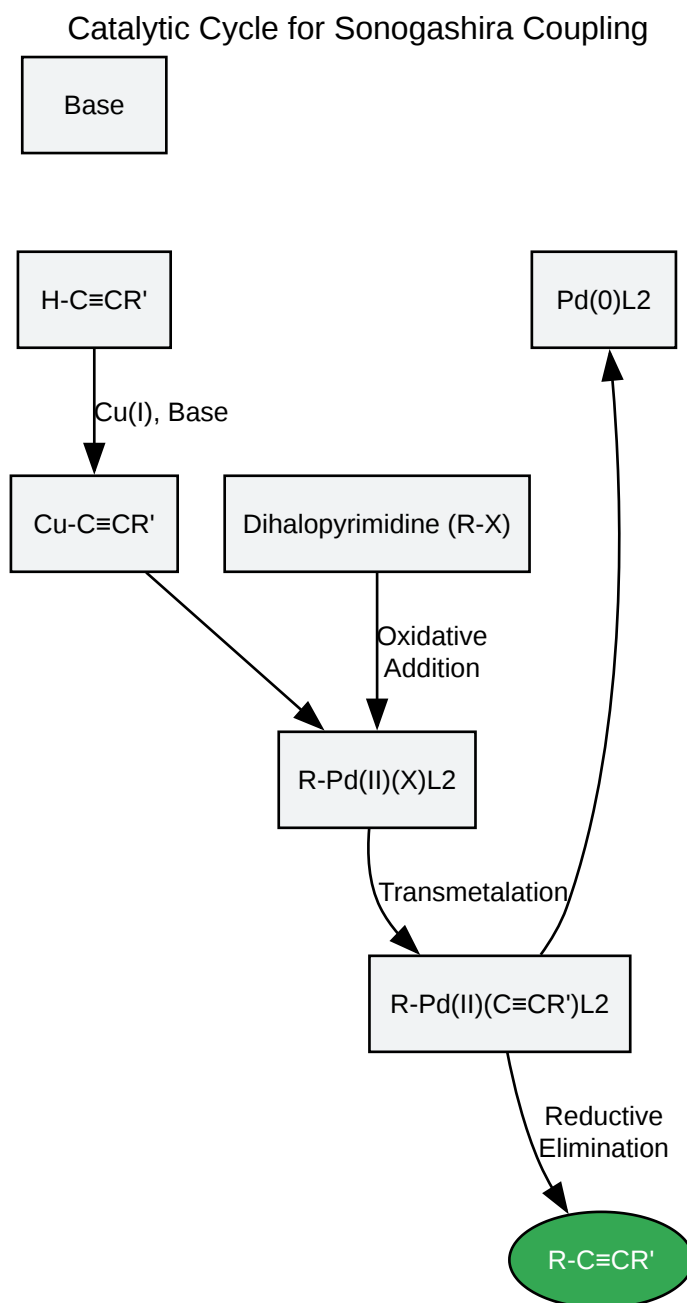 Catalytic Cycle for Sonogashira Coupling
Base
H-C≡CR'
Pd(0)L2
Cu(I), Base
Cu-C≡CR'
Dihalopyrimidine (R-X)
Oxidative
Addition
R-Pd(II)(X)L2
Transmetalation
R-Pd(II)(C≡CR')L2
Reductive
Elimination
R-C≡CR'